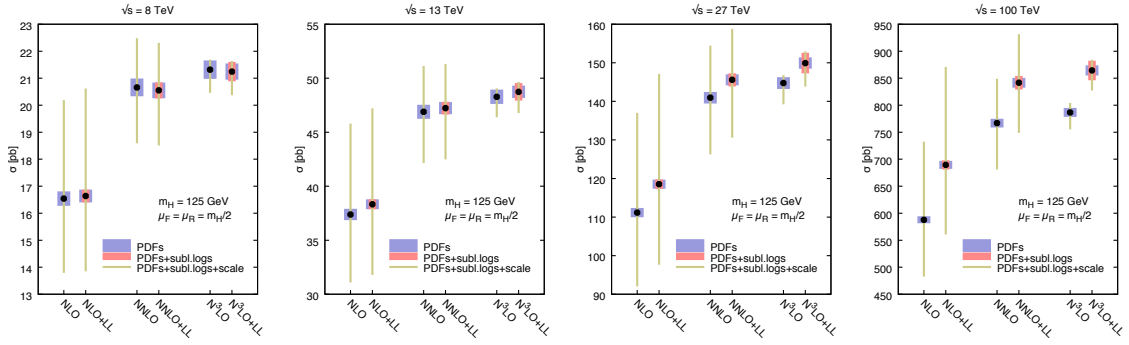 √s = 8 TeV
σ [pb]
23
22
21
20
19
18
17
16
15
14
13
m_H = 125 GeV
μ_F = μ_R = m_H/2
PDFs
PDFs+subl.logs
PDFs+subl.logs+scale
NLO
NLO+LL
NNLO
NNLO+LL
N³LO
N³LO+LL
√s = 13 TeV
σ [pb]
50
45
40
35
30
m_H = 125 GeV
μ_F = μ_R = m_H/2
PDFs
PDFs+subl.logs
PDFs+subl.logs+scale
NLO
NLO+LL
NNLO
NNLO+LL
N³LO
N³LO+LL
√s = 27 TeV
σ [pb]
160
150
140
130
120
110
100
90
m_H = 125 GeV
μ_F = μ_R = m_H/2
PDFs
PDFs+subl.logs
PDFs+subl.logs+scale
NLO
NLO+LL
NNLO
NNLO+LL
N³LO
N³LO+LL
√s = 100 TeV
σ [pb]
950
900
850
800
750
700
650
600
550
500
450
m_H = 125 GeV
μ_F = μ_R = m_H/2
PDFs
PDFs+subl.logs
PDFs+subl.logs+scale
NLO
NLO+LL
NNLO
NNLO+LL
N³LO
N³LO+LL